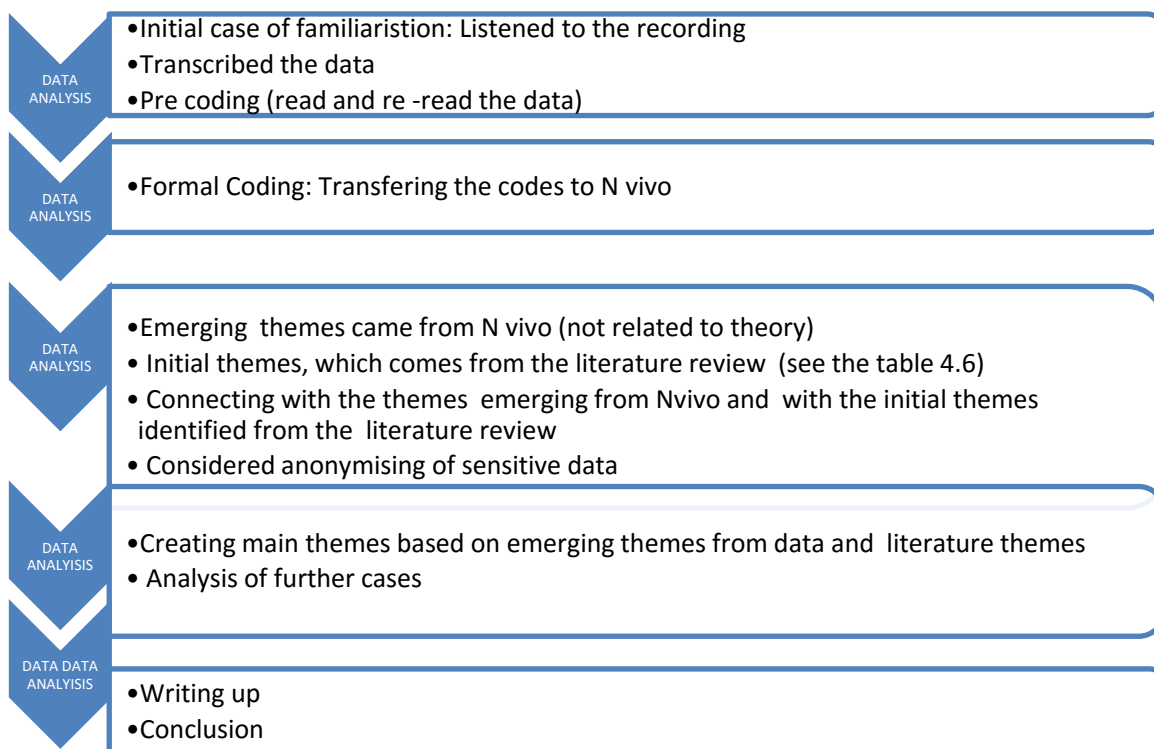 DATA
ANALYSIS
•Initial case of familiaristion: Listened to the recording
•Transcribed the data
•Pre coding (read and re -read the data)
DATA
ANALYSIS
•Formal Coding: Transfering the codes to N vivo
DATA
ANALYSIS
•Emerging themes came from N vivo (not related to theory)
• Initial themes, which comes from the literature review (see the table 4.6)
• Connecting with the themes emerging from Nvivo and with the initial themes
identified from the literature review
• Considered anonymising of sensitive data
DATA
ANALYISIS
•Creating main themes based on emerging themes from data and literature themes
• Analysis of further cases
DATA DATA
ANALYISIS
•Writing up
•Conclusion